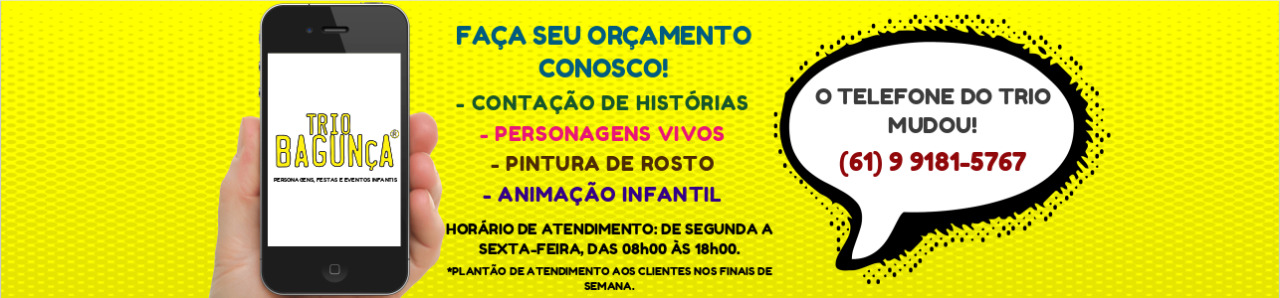 TRIO
BAGUNÇA®
PERSONAGENS, FESTAS E EVENTOS INFANTIS
FAÇA SEU ORÇAMENTO
CONOSCO!
- CONTAÇÃO DE HISTÓRIAS
- PERSONAGENS VIVOS
- PINTURA DE ROSTO
- ANIMAÇÃO INFANTIL
HORÁRIO DE ATENDIMENTO: DE SEGUNDA A
SEXTA-FEIRA, DAS 08h00 ÀS 18h00.
*PLANTÃO DE ATENDIMENTO AOS CLIENTES NOS FINAIS DE
SEMANA.
O TELEFONE DO TRIO
MUDOU!
(61) 9 9181-5767